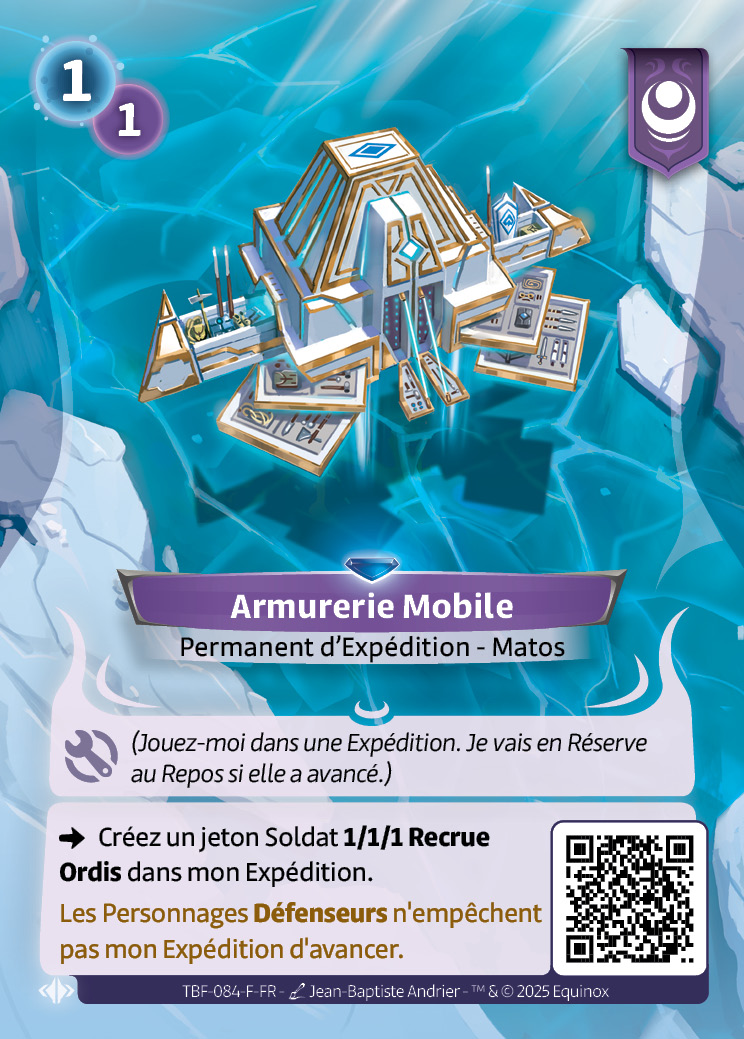 1
1
Armurerie Mobile
Permanent d’Expédition - Matos
(Jouez-moi dans une Expédition. Je vais en Réserve
au Repos si elle a avancé.)
Créez un jeton Soldat 1/1/1 Recrue
Ordis dans mon Expédition.
Les Personnages Défenseurs n'empêchent
pas mon Expédition d'avancer.
TBF-084-F-FR - Jean-Baptiste Andrier - ™ & © 2025 Equinox